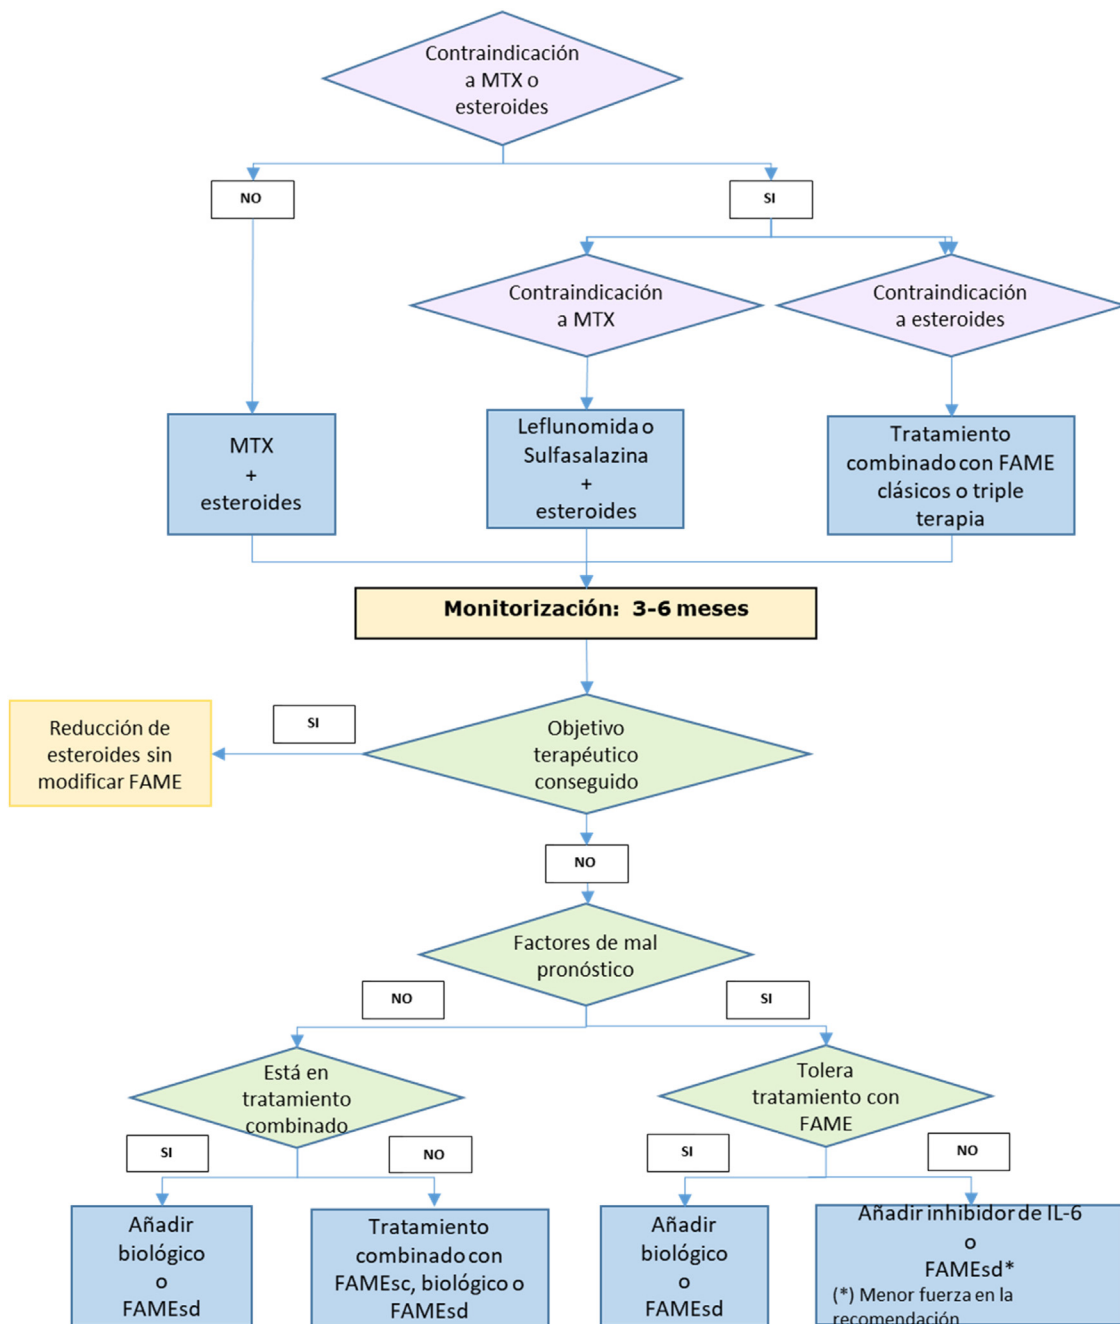 Contraindicación
a MTX o
esteroides
NO
SI
Contraindicación
a MTX
Contraindicación
a esteroides
MTX
+
esteroides
Leflunomida o
Sulfasalazina
+
esteroides
Tratamiento
combinado con FAME
clásicos o triple
terapia
Monitorización: 3-6 meses
SI
Reducción de
esteroides sin
modificar FAME
Objetivo
terapéutico
conseguido
NO
Factores de mal
pronóstico
NO
SI
Está en
tratamiento
combinado
Tolera
tratamiento con
FAME
SI
NO
SI
NO
Añadir
biológico
o
FAMEsd
Tratamiento
combinado con
FAMEsc, biológico o
FAMEsd
Añadir
biológico
o
FAMEsd
Añadir inhibidor de IL-6
o
FAMEsd*
(*) Menor fuerza en la
recomendación